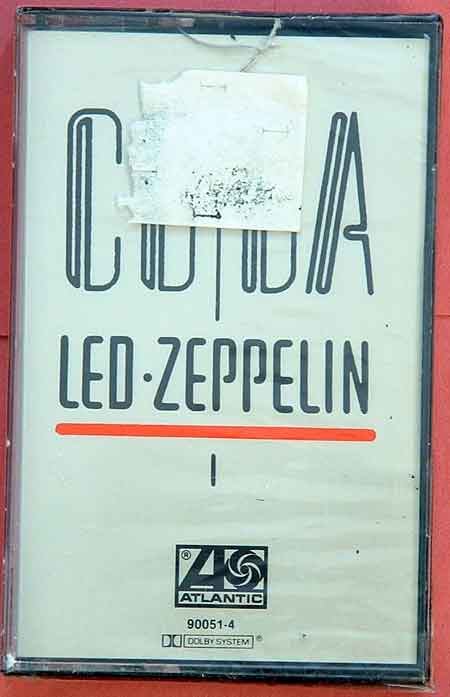 CODA
LED·ZEPPELIN
®
ATLANTIC
90051-4
DOLBY SYSTEM ®